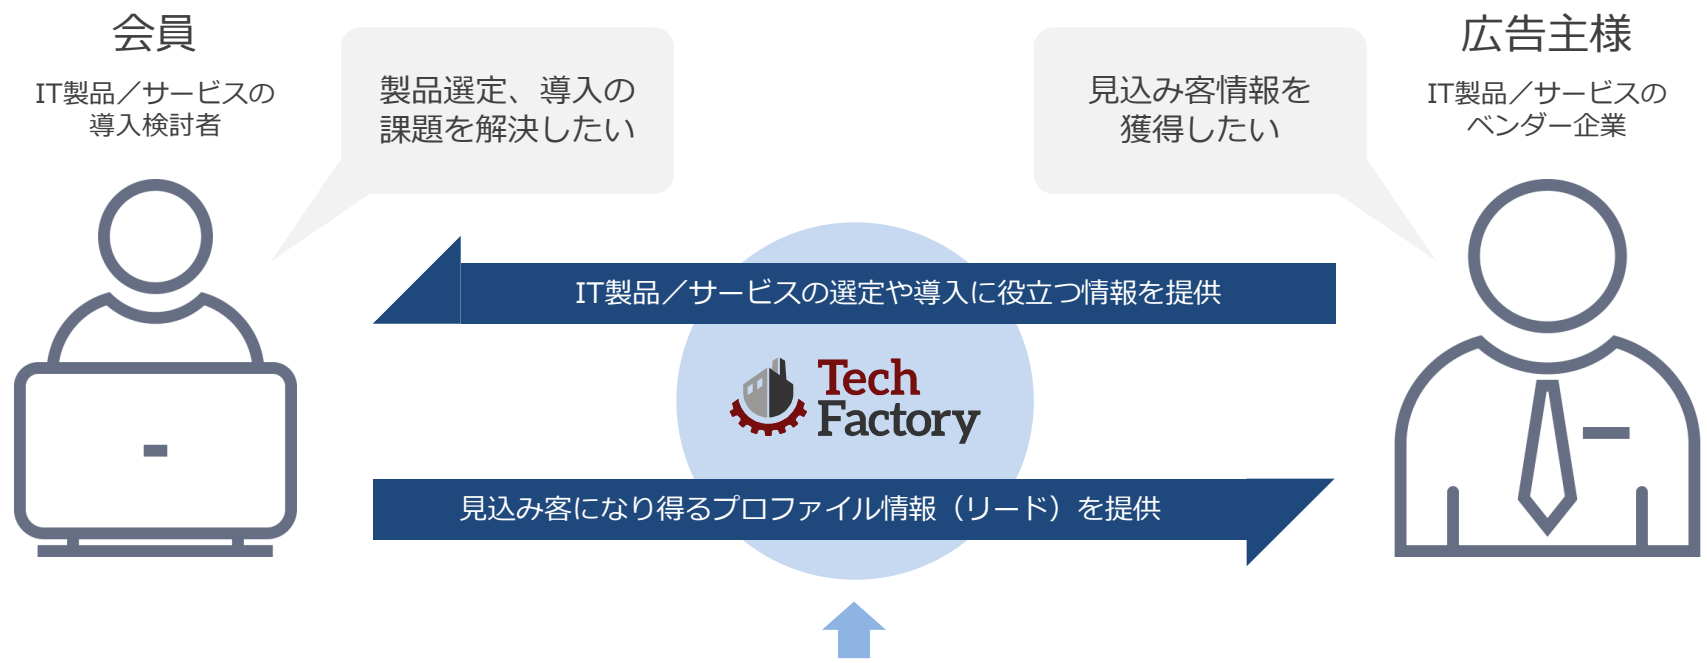 会員
IT製品／サービスの
導入検討者
製品選定、導入の
課題を解決したい
見込み客情報を
獲得したい
広告主様
IT製品／サービスの
ベンダー企業
IT製品／サービスの選定や導入に役立つ情報を提供
Tech
Factory
見込み客になり得るプロファイル情報（リード）を提供